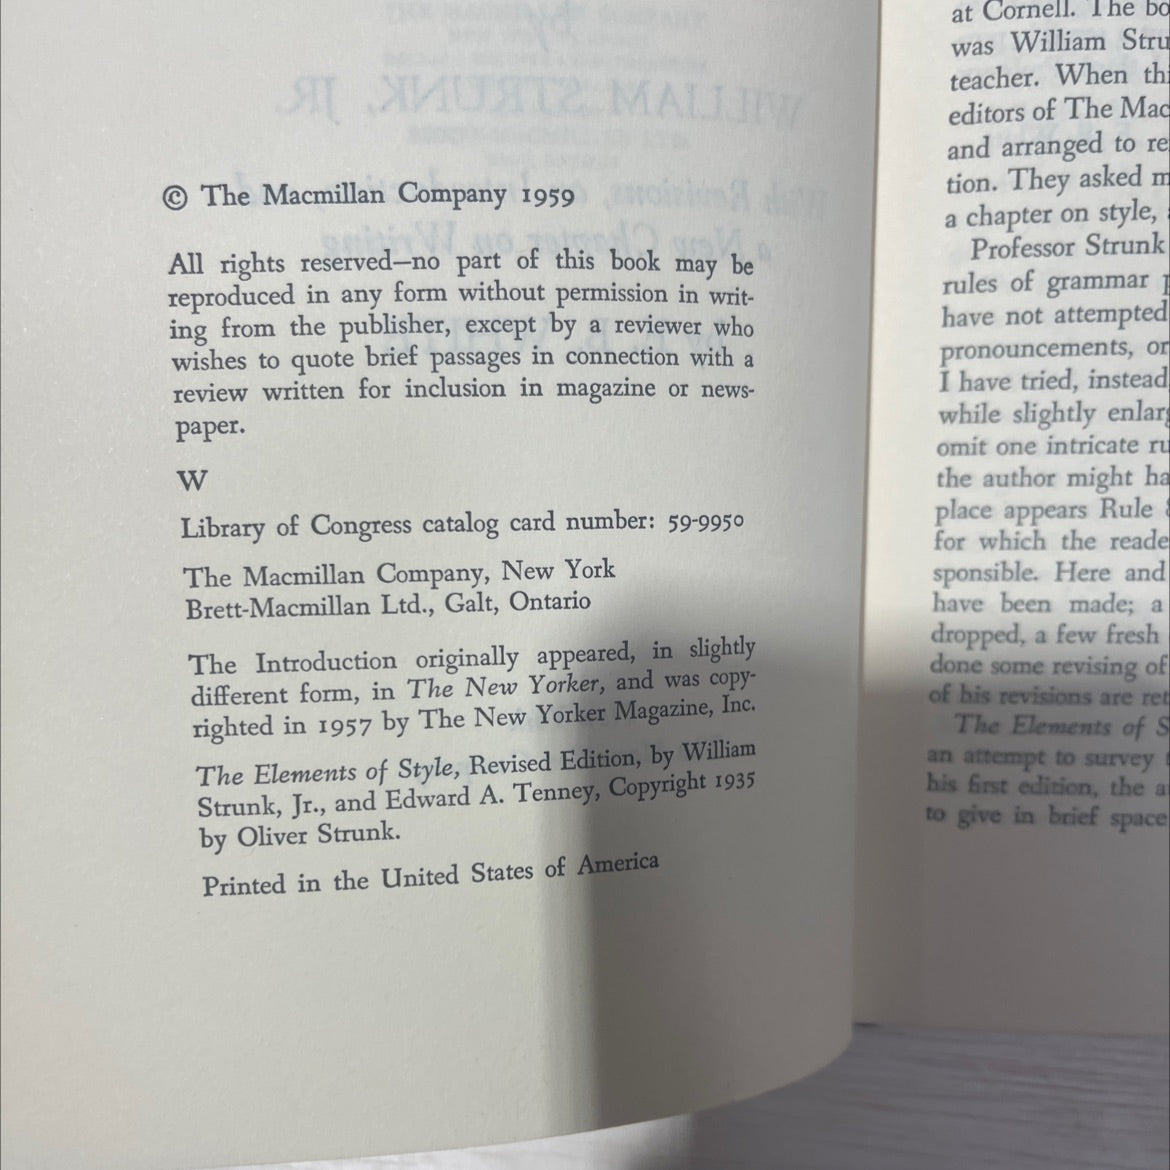 © The Macmillan Company 1959
All rights reserved—no part of this book may be
reproduced in any form without permission in writ-
ing from the publisher, except by a reviewer who
wishes to quote brief passages in connection with a
review written for inclusion in magazine or news-
paper.
W
Library of Congress catalog card number: 59-9950
The Macmillan Company, New York
Brett-Macmillan Ltd., Galt, Ontario
The Introduction originally appeared, in slightly
different form, in The New Yorker, and was copy-
righted in 1957 by The New Yorker Magazine, Inc.
The Elements of Style, Revised Edition, by William
Strunk, Jr., and Edward A. Tenney, Copyright 1935
by Oliver Strunk.
Printed in the United States of America
at Cornell. The bo
was William Stru
teacher. When thi
editors of The Mac
and arranged to re
tion. They asked m
a chapter on style,
Professor Strunk
rules of grammar p
have not attempted
pronouncements, or
I have tried, instead
while slightly enlarg
omit one intricate ru
the author might ha
place appears Rule
for which the reade
sponsible. Here and
have been made; a
dropped, a few fresh
done some revising of
of his revisions are ret
The Elements of S
an attempt to survey
his first edition, the a
to give in brief space